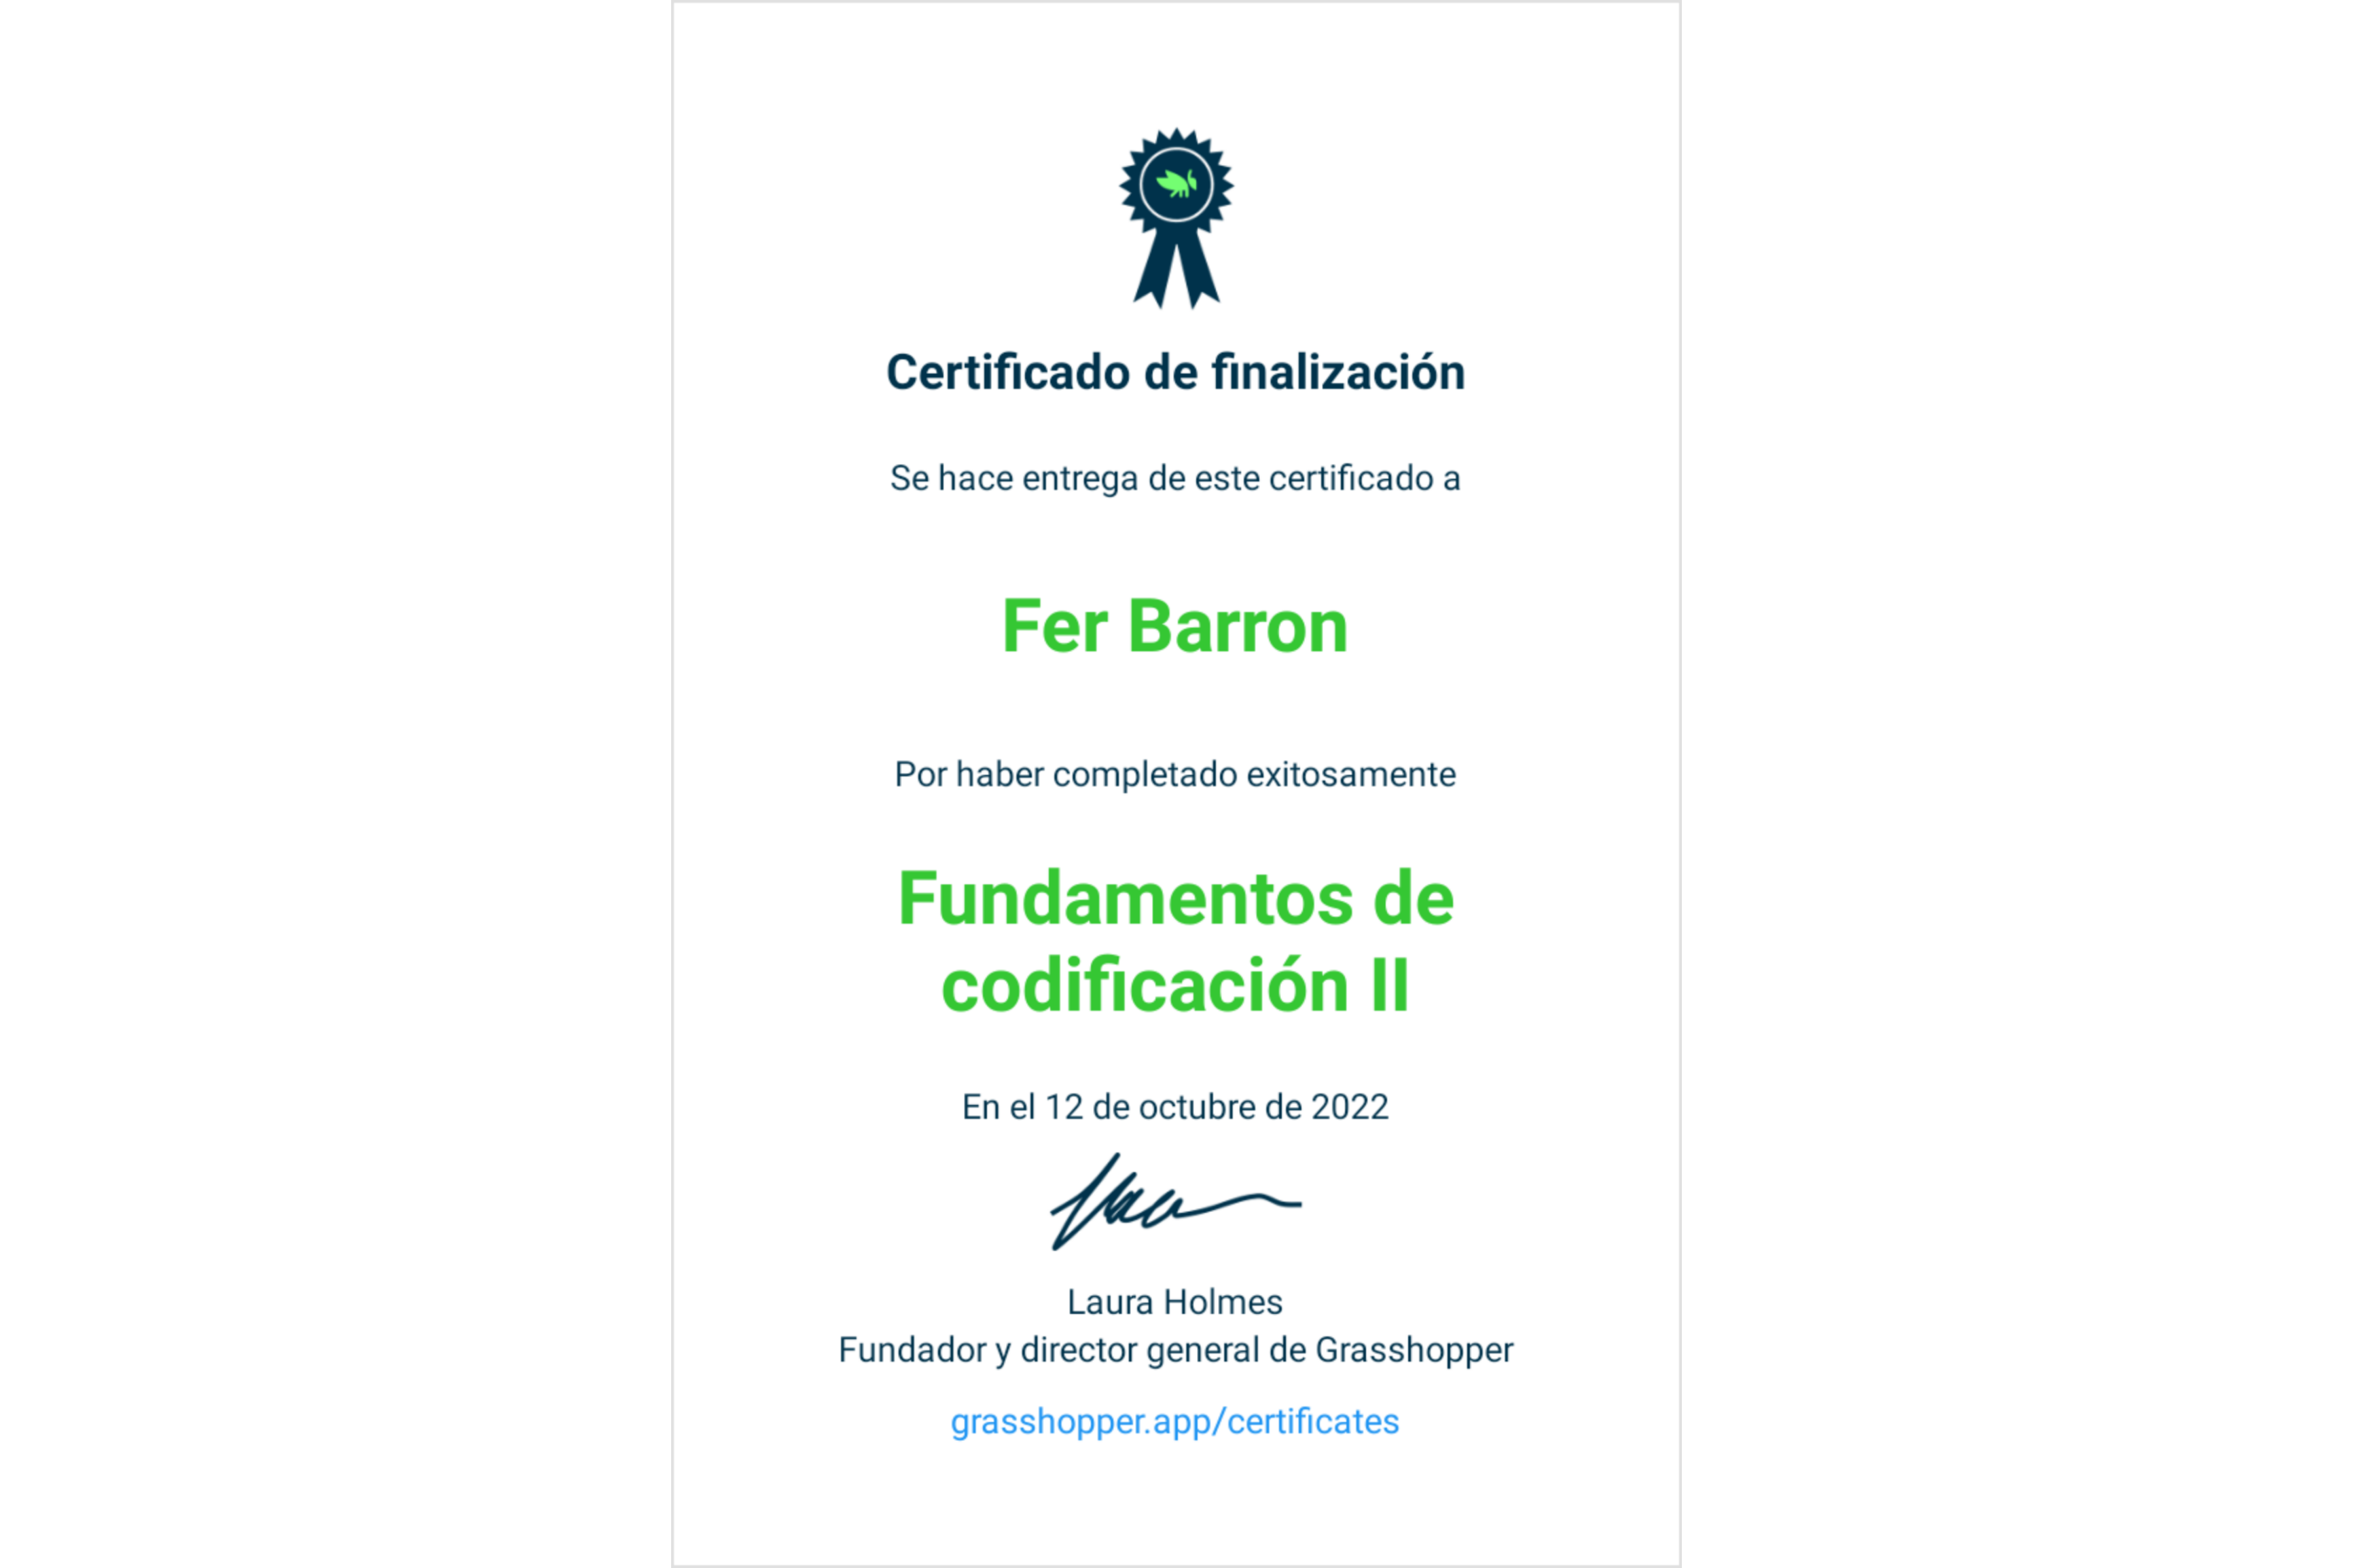 Certificado de finalización
Se hace entrega de este certificado a
Fer Barron
Por haber completado exitosamente
Fundamentos de
codificación II
En el 12 de octubre de 2022
Laura Holmes
Fundador y director general de Grasshopper
grasshopper.app/certificates